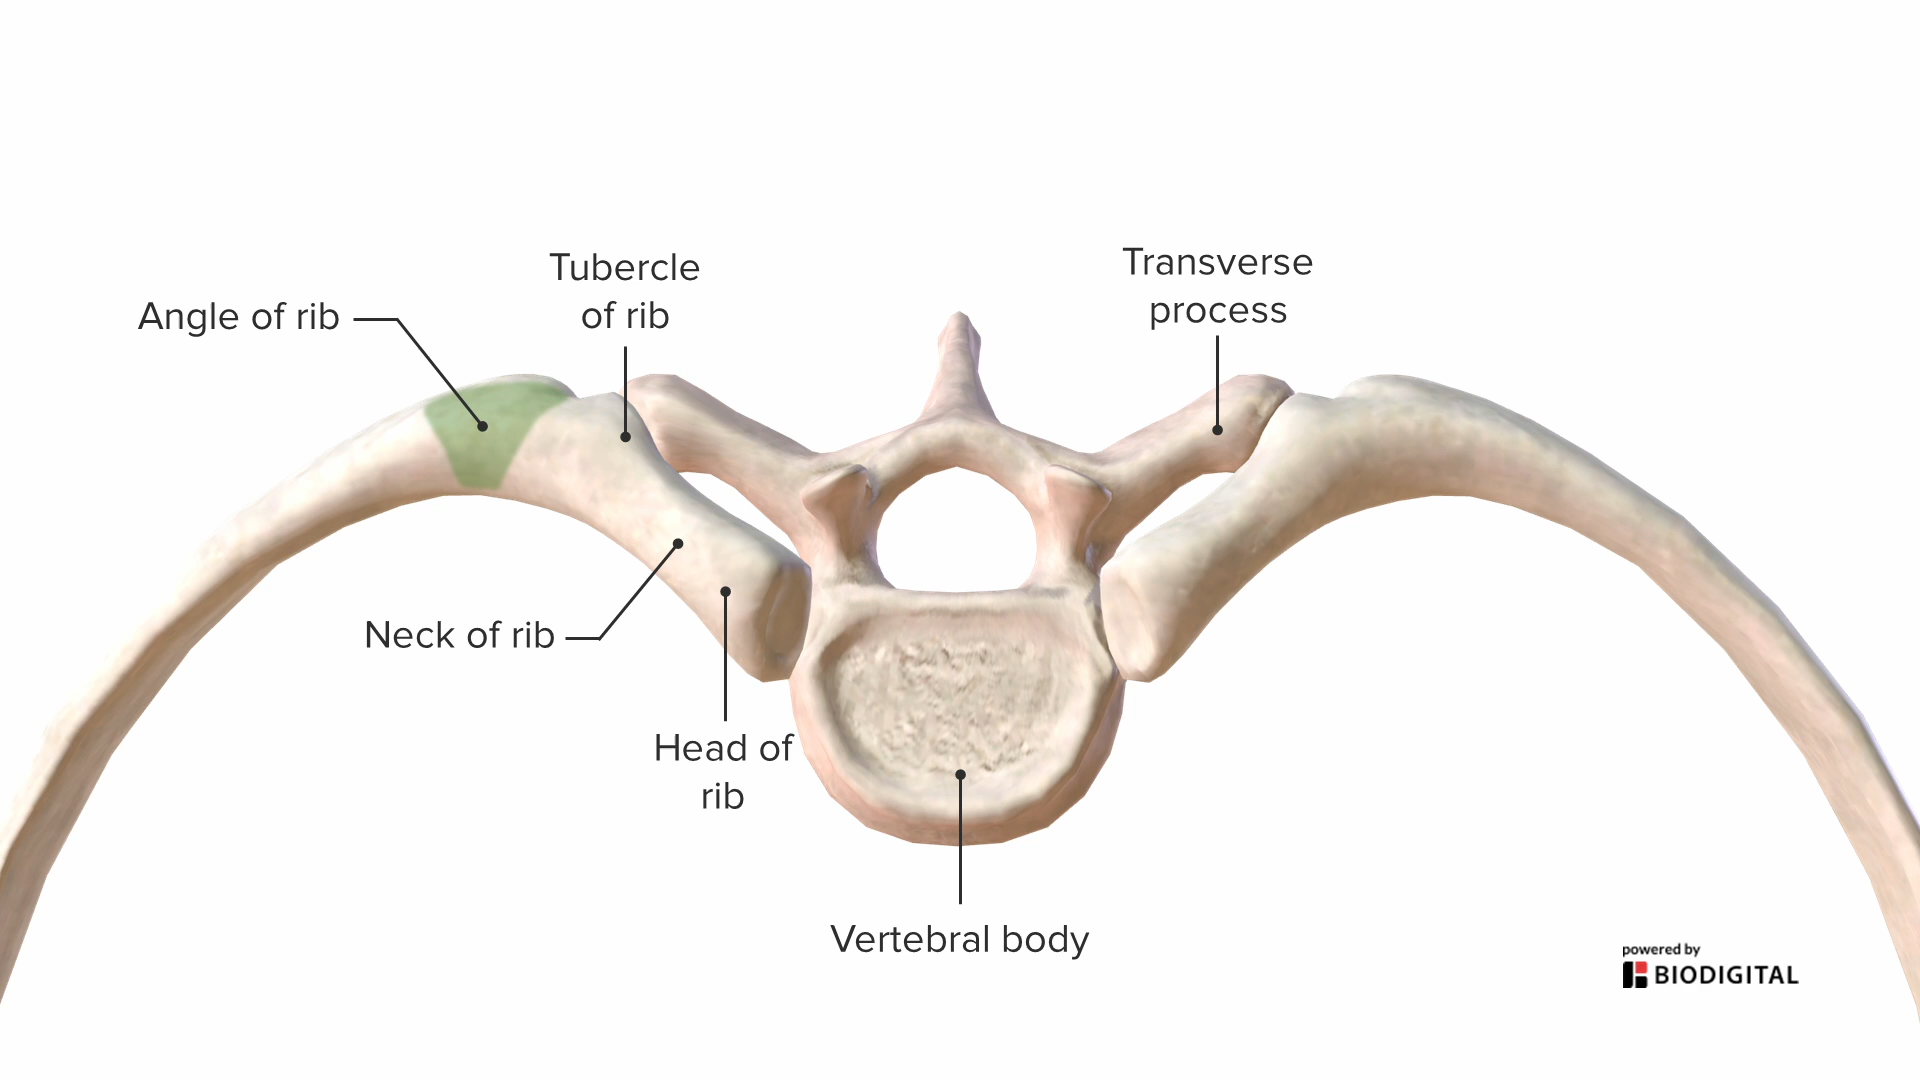 Tubercle
of rib
Transverse
process
Angle of rib
Neck of rib
Head of
rib
Vertebral body
powered by
BIODIGITAL